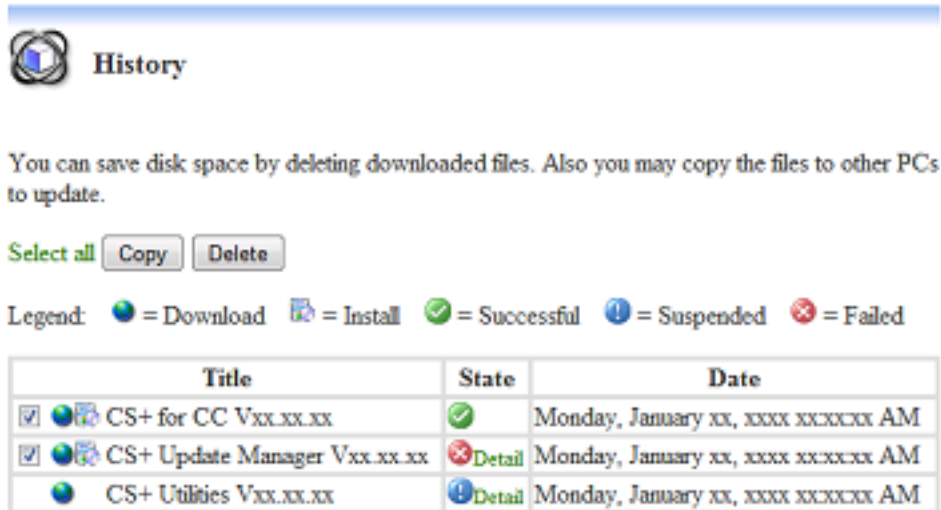 History
You can save disk space by deleting downloaded files. Also you may copy the files to other PCs
to update.
Select all Copy Delete
Legend: = Download = Install = Successful = Suspended = Failed
Title State Date
CS+ for CC Vxx.xx.xx Monday, January xx, xxxx xx:xx:xx AM
CS+ Update Manager Vxx.xx.xx Detail Monday, January xx, xxxx xx:xx:xx AM
CS+ Utilities Vxx.xx.xx Detail Monday, January xx, xxxx xx:xx:xx AM